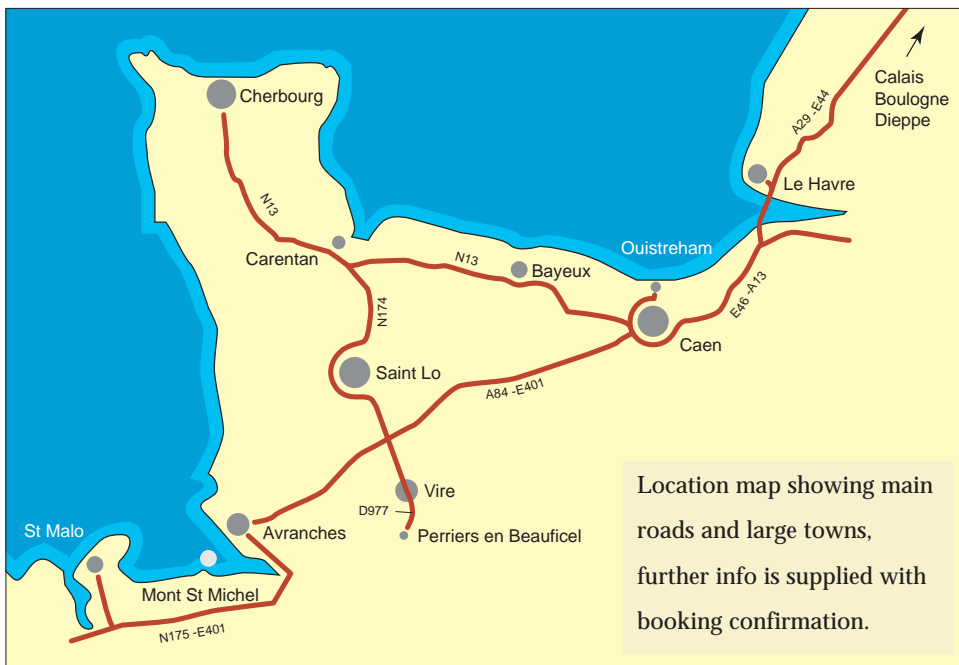 Cherbourg
Calais
Boulogne
Dieppe
A29 -E44
Le Havre
N13
Carentan
N13
Bayeux
Ouistreham
E46 -A13
Caen
N174
Saint Lo
A84 -E401
Vire
D977
Perriers en Beauficel
Avranches
St Malo
Mont St Michel
N175 -E401
Location map showing main
roads and large towns,
further info is supplied with
booking confirmation.